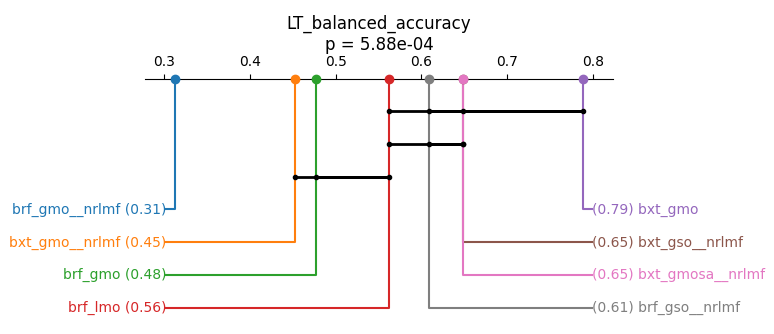 LT_balanced_accuracy
p = 5.88e-04
0.3 0.4 0.5 0.6 0.7 0.8
brf_gmo__nrlmf (0.31) (0.79) bxt_gmo
bxt_gmo__nrlmf (0.45) (0.65) bxt_gso__nrlmf
brf_gmo (0.48) (0.65) bxt_gmosa__nrlmf
brf_lmo (0.56) (0.61) brf_gso__nrlmf